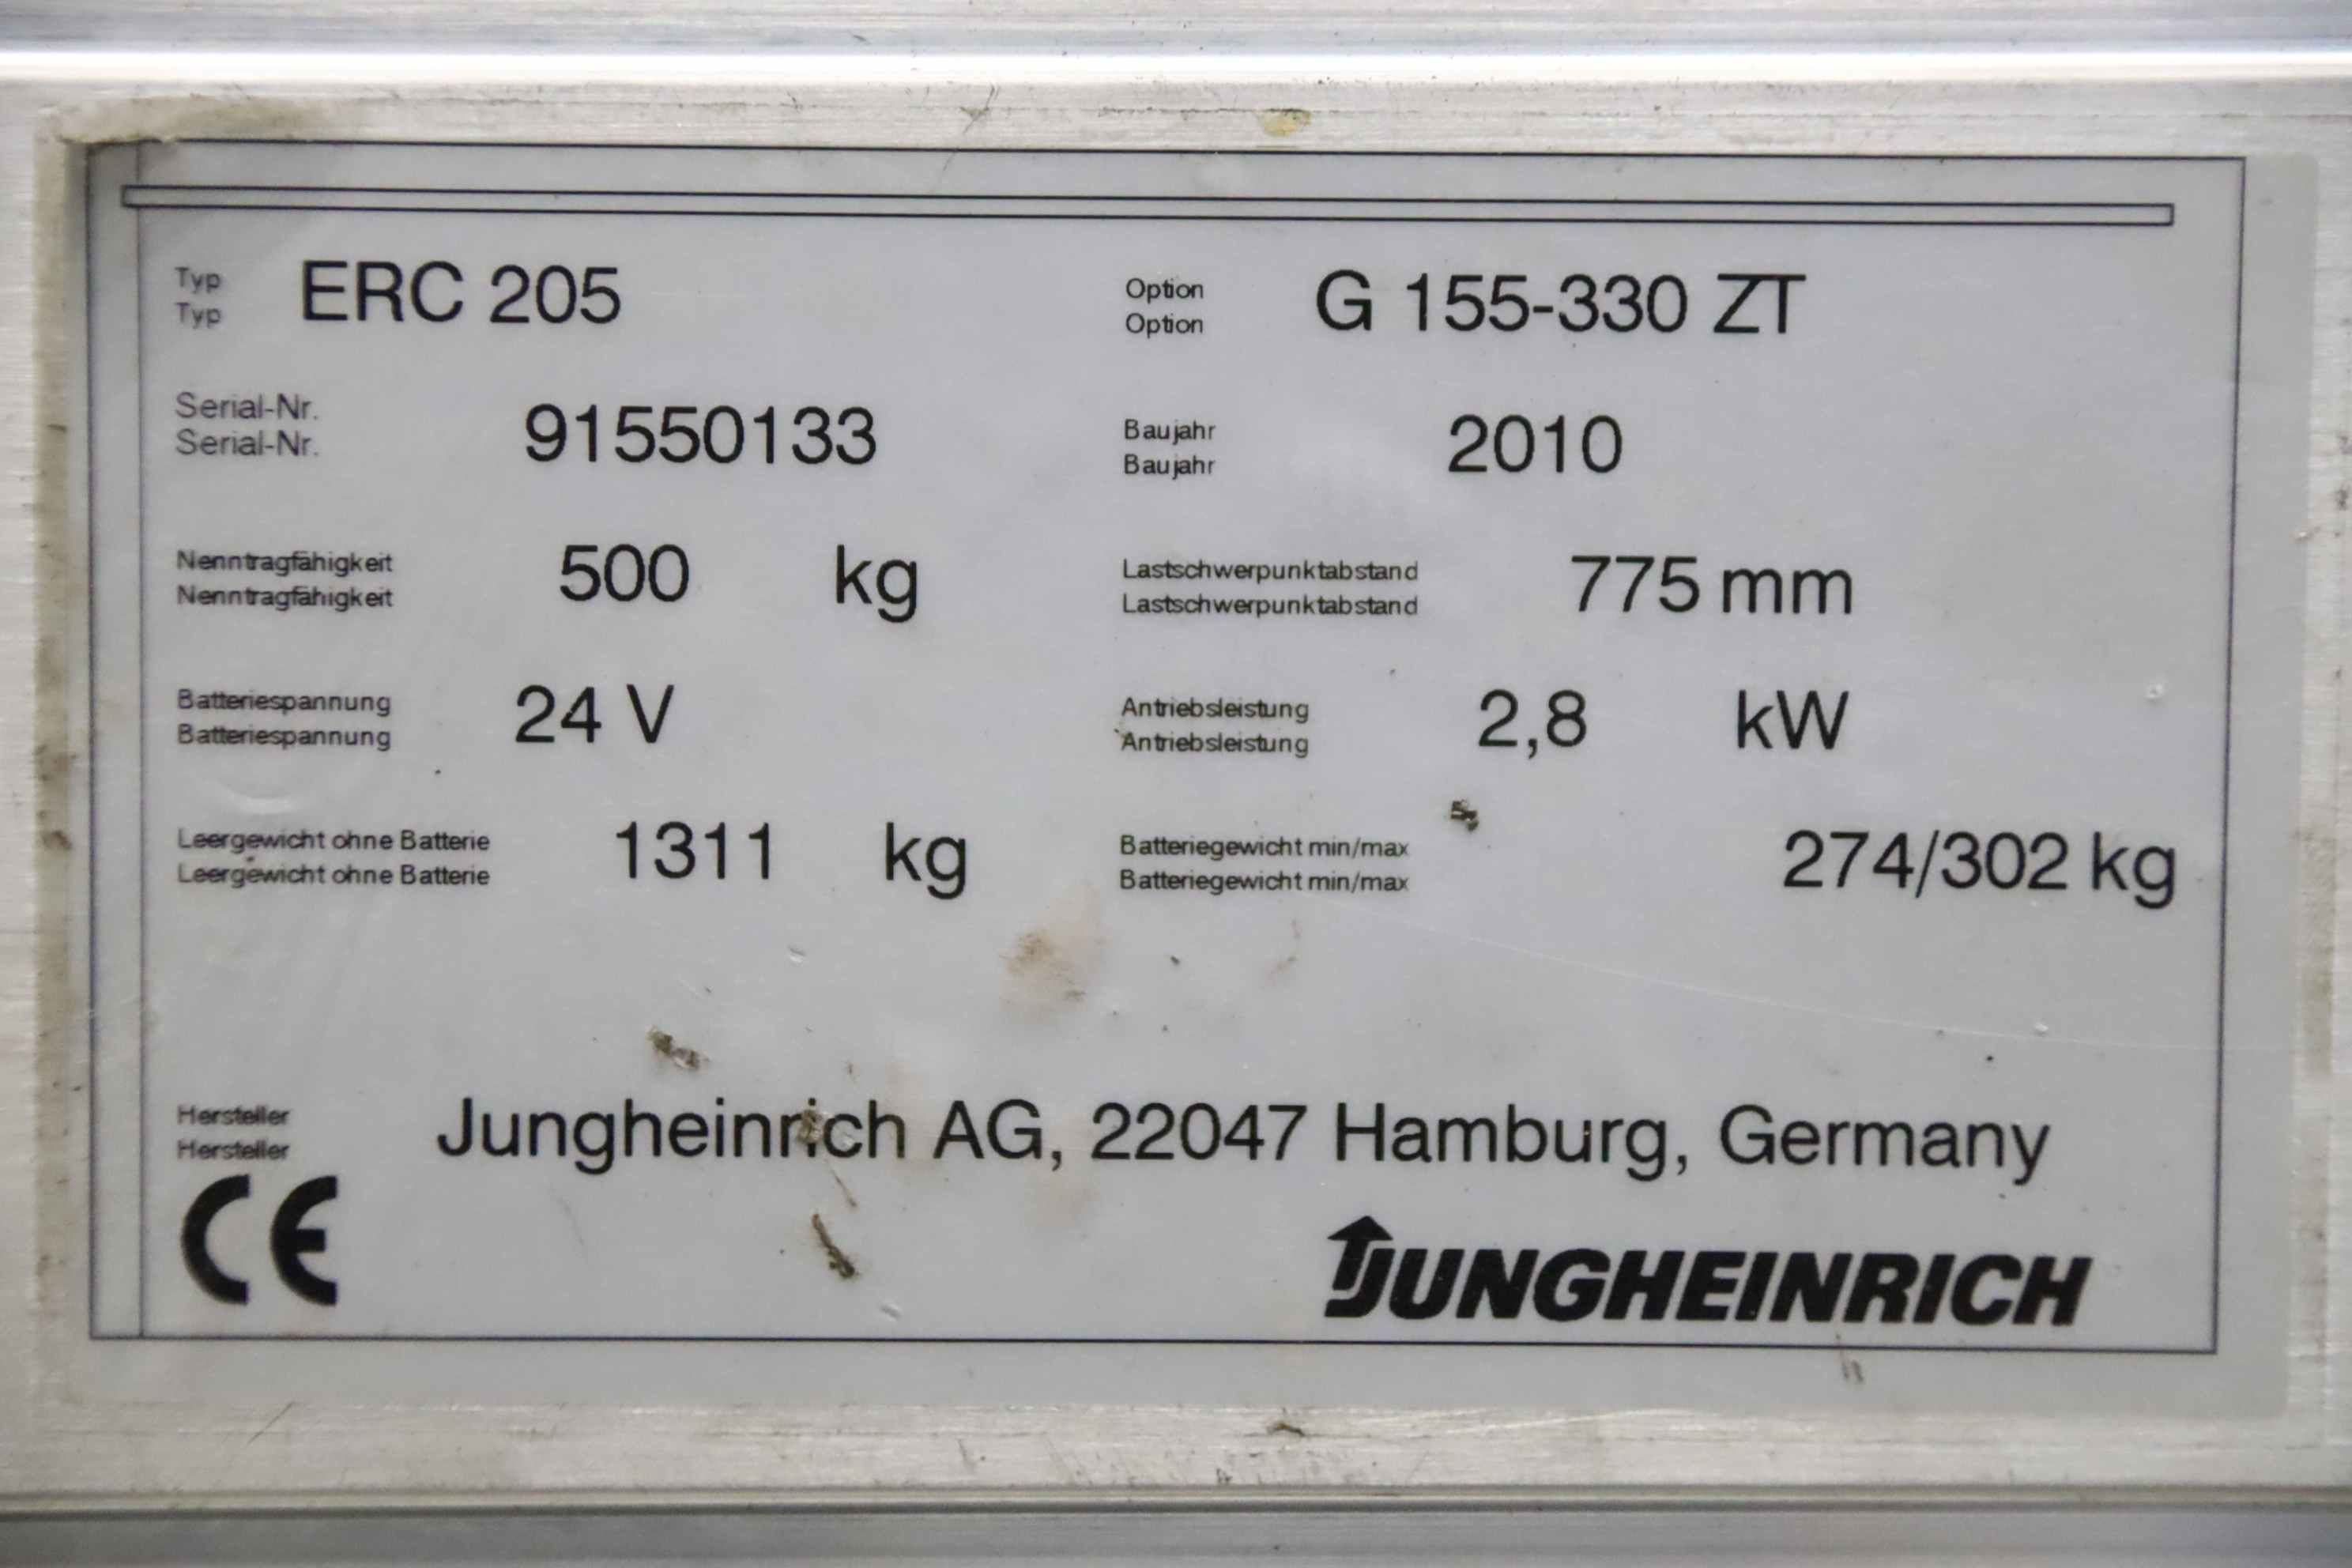 Typ ERC 205 Option G 155-330 ZT
Typ Option
Serial-Nr. 91550133 Baujahr 2010
Serial-Nr. Baujahr
Nenntragfähigkeit 500 kg Lastschwerpunktabstand 775 mm
Nenntragfähigkeit Lastschwerpunktabstand
Batteriespannung 24 V Antriebsleistung 2,8 kW
Batteriespannung Antriebsleistung
Leergewicht ohne Batterie 1311 kg Batteriegewicht min/max 274/302 kg
Leergewicht ohne Batterie Batteriegewicht min/max
Hersteller Jungheinrich AG, 22047 Hamburg, Germany
Hersteller
CE JUNGHEINRICH